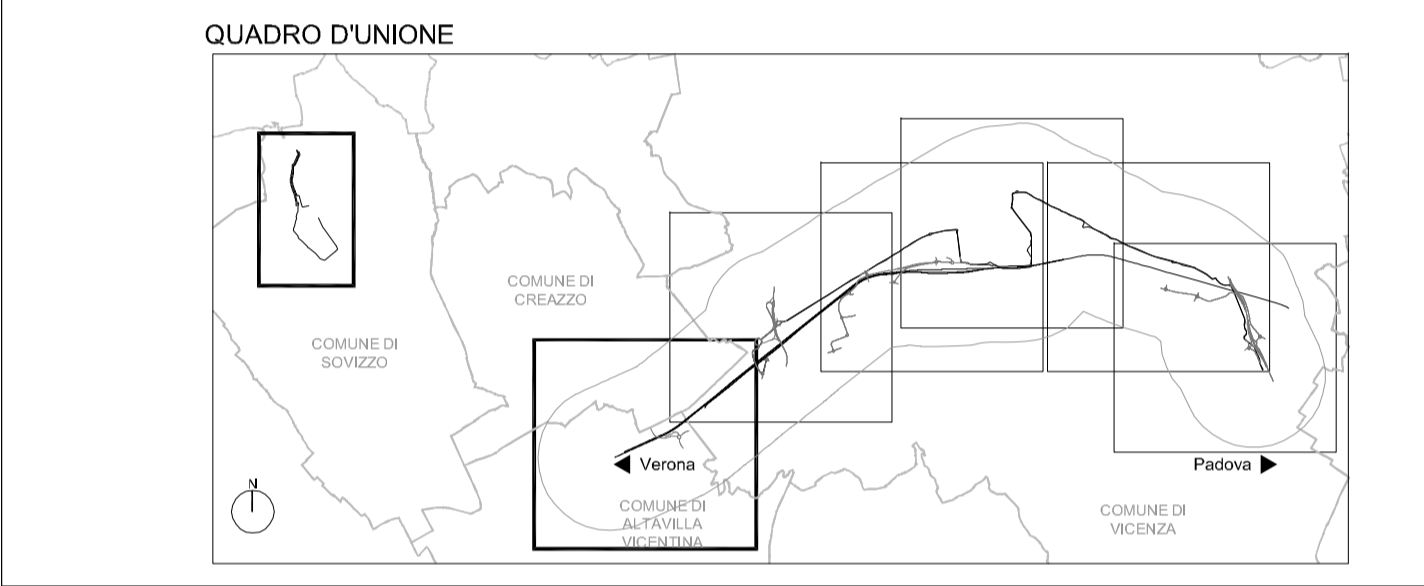 QUADRO D'UNIONE
COMUNE DI
CREAZZO
COMUNE DI
SOVIZZO
Verona
Padova
N
COMUNE DI
ALTAVILLA
VICENTINA
COMUNE DI
VICENZA